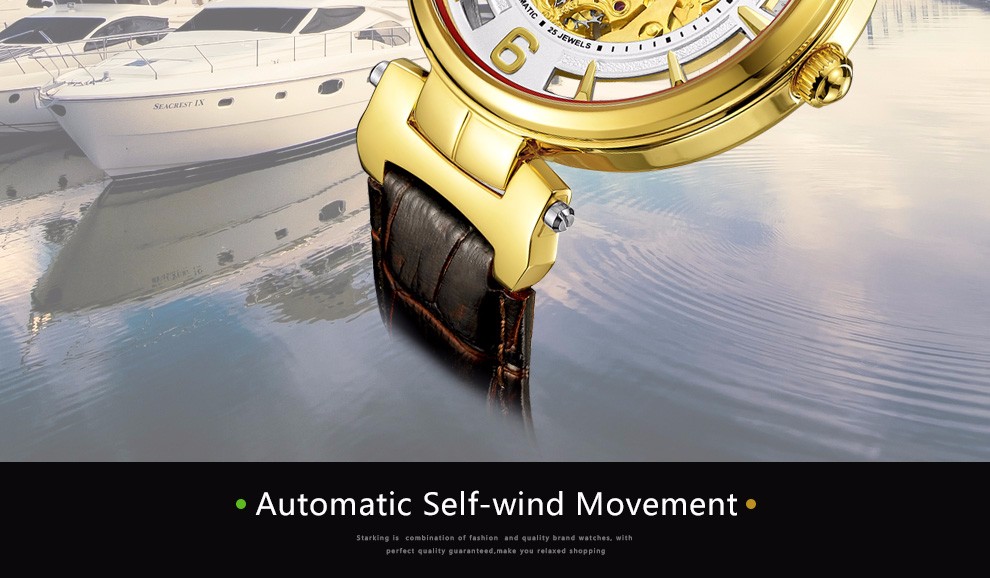 MATIC
25 JEWELS
6
SEACREST IX
Automatic Self-wind Movement
Starking is combination of fashion and quality brand watches, with
perfect quality guaranteed,make you relaxed shopping